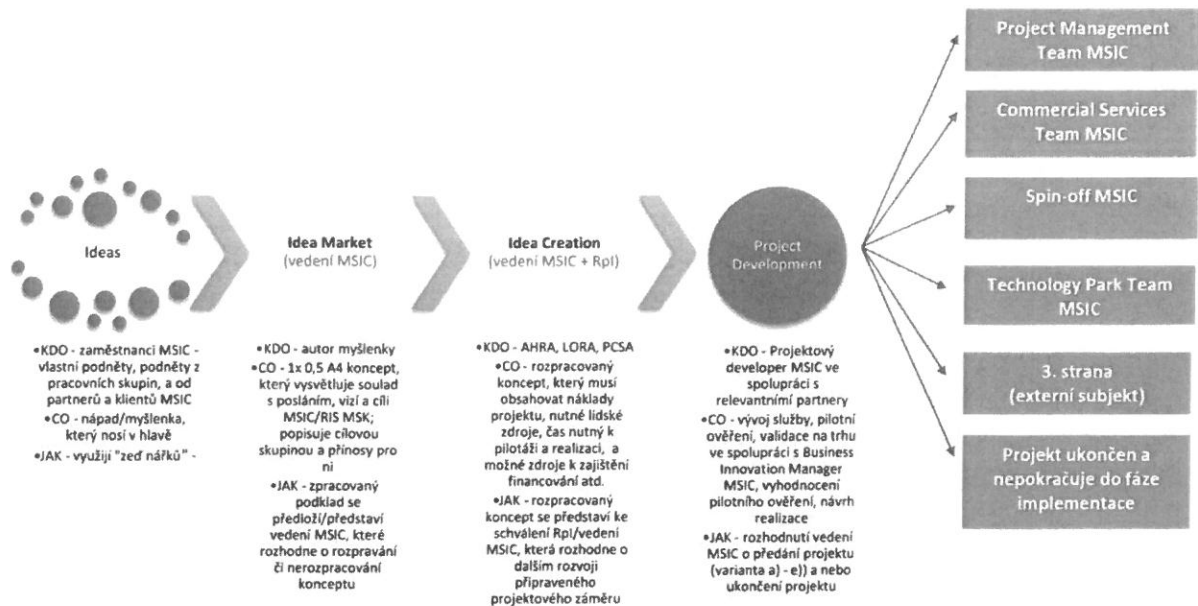 Ideas
•KDO - zaměstnanci MSIC -
vlastní podněty, podněty z
pracovních skupin, a od
partnerů a klientů MSIC
•CO - nápad/myšlenka,
který nosí v hlavě
•JAK - využijí "zeď nářků" -
Idea Market
(vedení MSIC)
•KDO - autor myšlenky
•CO - 1x 0,5 A4 koncept,
který vysvětluje soulad
s posláním, vizí a cíli
MSIC/RIS MSK;
popisuje cílovou
skupinou a přínosy pro
ni
•JAK - zpracovaný
podklad se
předloží/představí
vedení MSIC, které
rozhodne o rozpravání
či nerozpracování
konceptu
Idea Creation
(vedení MSIC + RpI)
•KDO - AHRA, LORA, PCSA
•CO - rozpracovaný
koncept, který musí
obsahovat náklady
projektu, nutné lidské
zdroje, čas nutný k
pilotáži a realizaci, a
možné zdroje k zajištění
financování atd.
•JAK - rozpracovaný
koncept se představí ke
schválení RpI/vedení
MSIC, která rozhodne o
dalším rozvoji
připraveného
projektového záměru
Project
Development
•KDO - Projektový
developer MSIC ve
spolupráci s
relevantnímí partnery
•CO - vývoj služby, pilotní
ověření, validace na trhu
ve spolupráci s Business
Innovation Manager
MSIC, vyhodnocení
pilotního ověření, návrh
realizace
•JAK - rozhodnutí vedení
MSIC o předání projektu
(varianta a) - e)) a nebo
ukončení projektu
Project Management
Team MSIC
Commercial Services
Team MSIC
Spin-off MSIC
Technology Park Team
MSIC
3. strana
(externí subjekt)
Projekt ukončen a
nepokračuje do fáze
implementace